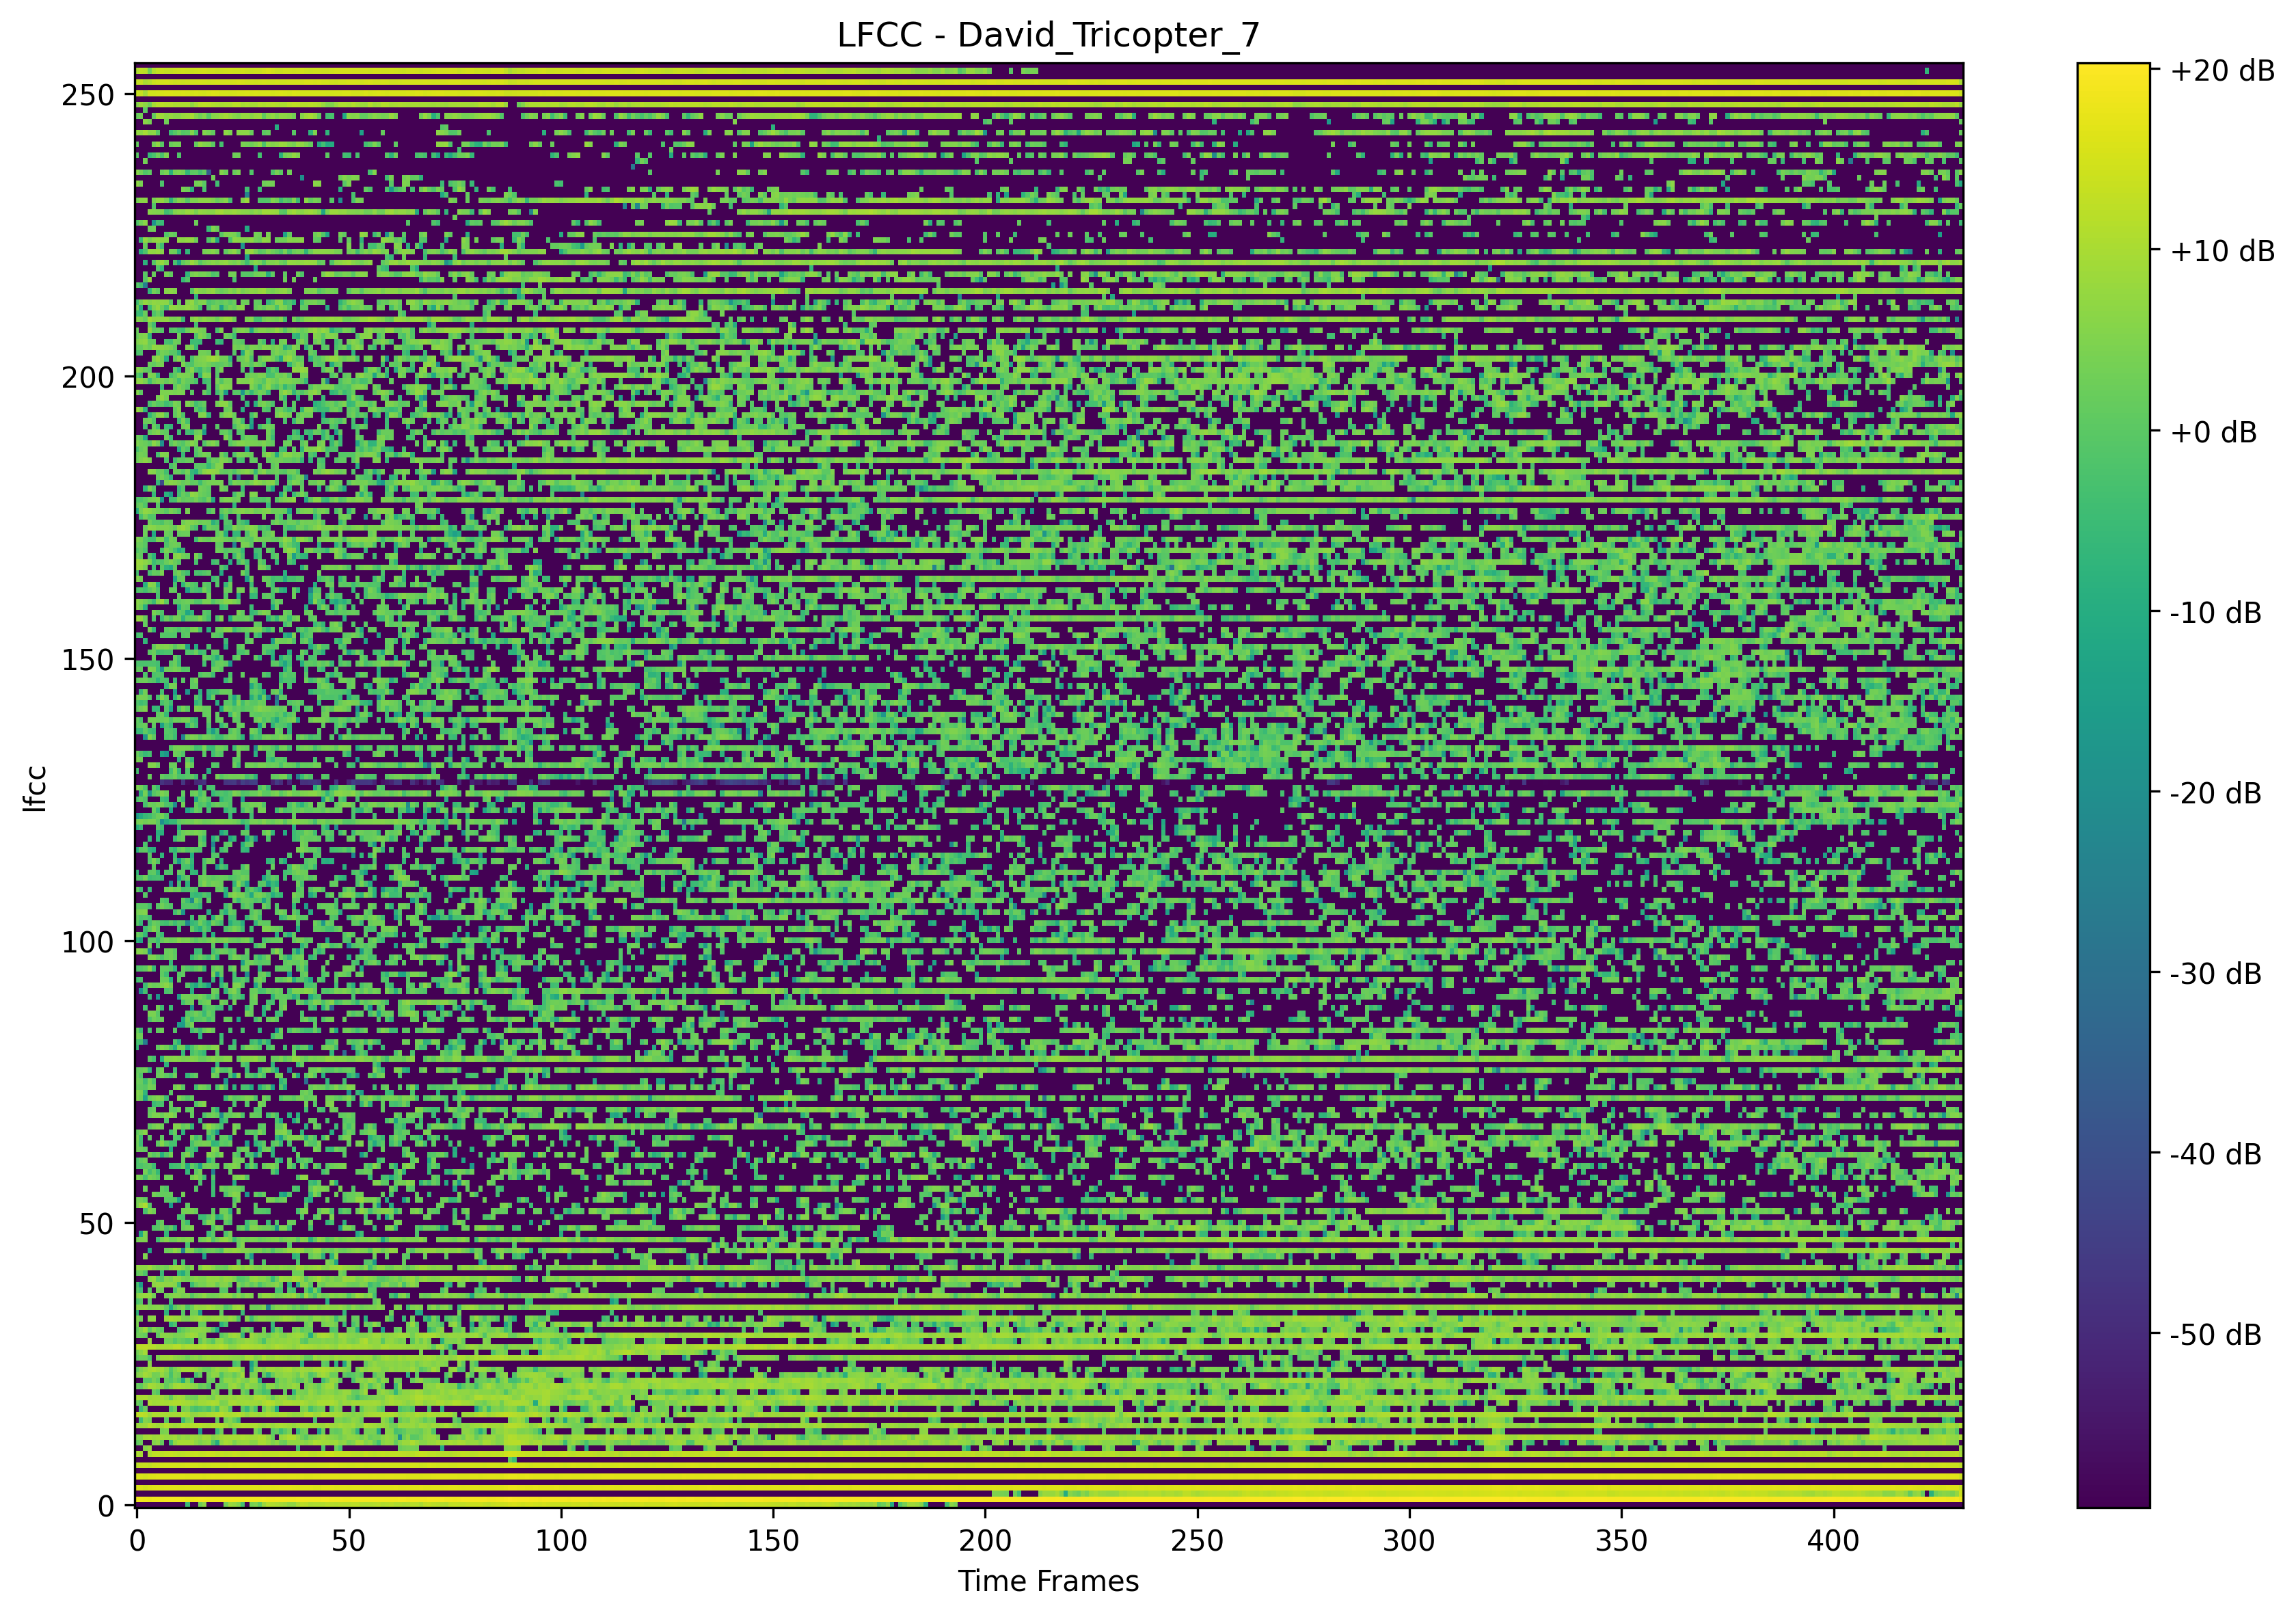 LFCC - David_Tricopter_7
lfcc
250
200
150
100
50
0
0 50 100 150 200 250 300 350 400
Time Frames
+20 dB
+10 dB
+0 dB
-10 dB
-20 dB
-30 dB
-40 dB
-50 dB